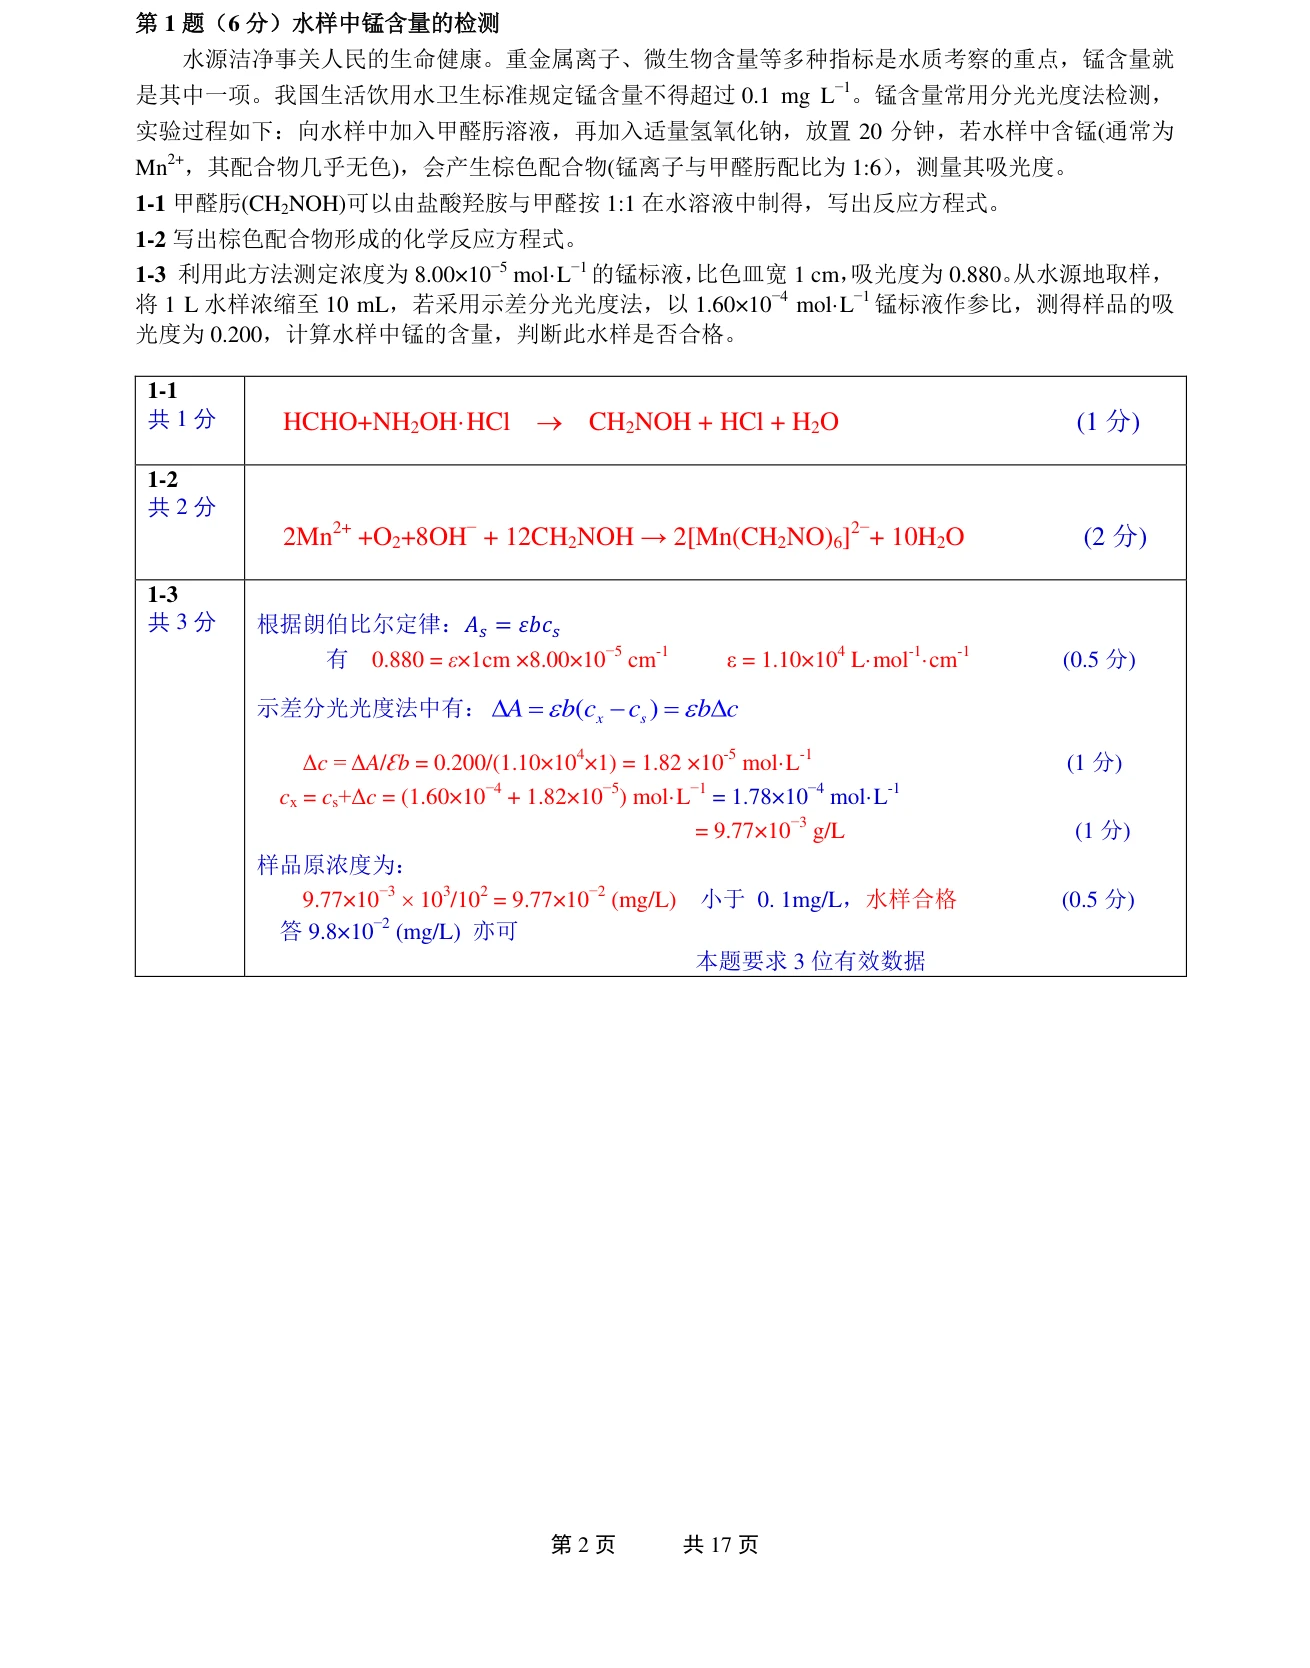 第 1 题（6 分）水样中锰含量的检测
水源洁净事关人民的生命健康。重金属离子、微生物含量等多种指标是水质考察的重点，锰含量就
是其中一项。我国生活饮用水卫生标准规定锰含量不得超过 0.1 mg L⁻¹。锰含量常用分光光度法检测，
实验过程如下：向水样中加入甲醛肟溶液，再加入适量氢氧化钠，放置 20 分钟，若水样中含锰(通常为
Mn²⁺，其配合物几乎无色)，会产生棕色配合物(锰离子与甲醛肟配比为 1:6），测量其吸光度。
1-1 甲醛肟(CH₂NOH)可以由盐酸羟胺与甲醛按 1:1 在水溶液中制得，写出反应方程式。
1-2 写出棕色配合物形成的化学反应方程式。
1-3 利用此方法测定浓度为 8.00×10⁻⁵ mol·L⁻¹ 的锰标液，比色皿宽 1 cm，吸光度为 0.880。从水源地取样，
将 1 L 水样浓缩至 10 mL，若采用示差分光光度法，以 1.60×10⁻⁴ mol·L⁻¹ 锰标液作参比，测得样品的吸
光度为 0.200，计算水样中锰的含量，判断此水样是否合格。
1-1
共 1 分
HCHO+NH₂OH·HCl → CH₂NOH + HCl + H₂O (1 分)
1-2
共 2 分
2Mn²⁺ +O₂+8OH⁻ + 12CH₂NOH → 2[Mn(CH₂NO)₆]²⁻+ 10H₂O (2 分)
1-3
共 3 分
根据朗伯比尔定律：Aₛ = εbcₛ
有 0.880 = ε×1cm ×8.00×10⁻⁵ cm⁻¹ ε = 1.10×10⁴ L·mol⁻¹·cm⁻¹ (0.5 分)
示差分光光度法中有： ΔA = εb(cₓ − cₛ) = εbΔc
Δc = ΔA/εb = 0.200/(1.10×10⁴×1) = 1.82 ×10⁻⁵ mol·L⁻¹ (1 分)
cₓ = cₛ+Δc = (1.60×10⁻⁴ + 1.82×10⁻⁵) mol·L⁻¹ = 1.78×10⁻⁴ mol·L⁻¹
= 9.77×10⁻³ g/L (1 分)
样品原浓度为：
9.77×10⁻³ × 10³/10² = 9.77×10⁻² (mg/L) 小于 0. 1mg/L，水样合格 (0.5 分)
答 9.8×10⁻² (mg/L) 亦可
本题要求 3 位有效数据
第 2 页 共 17 页